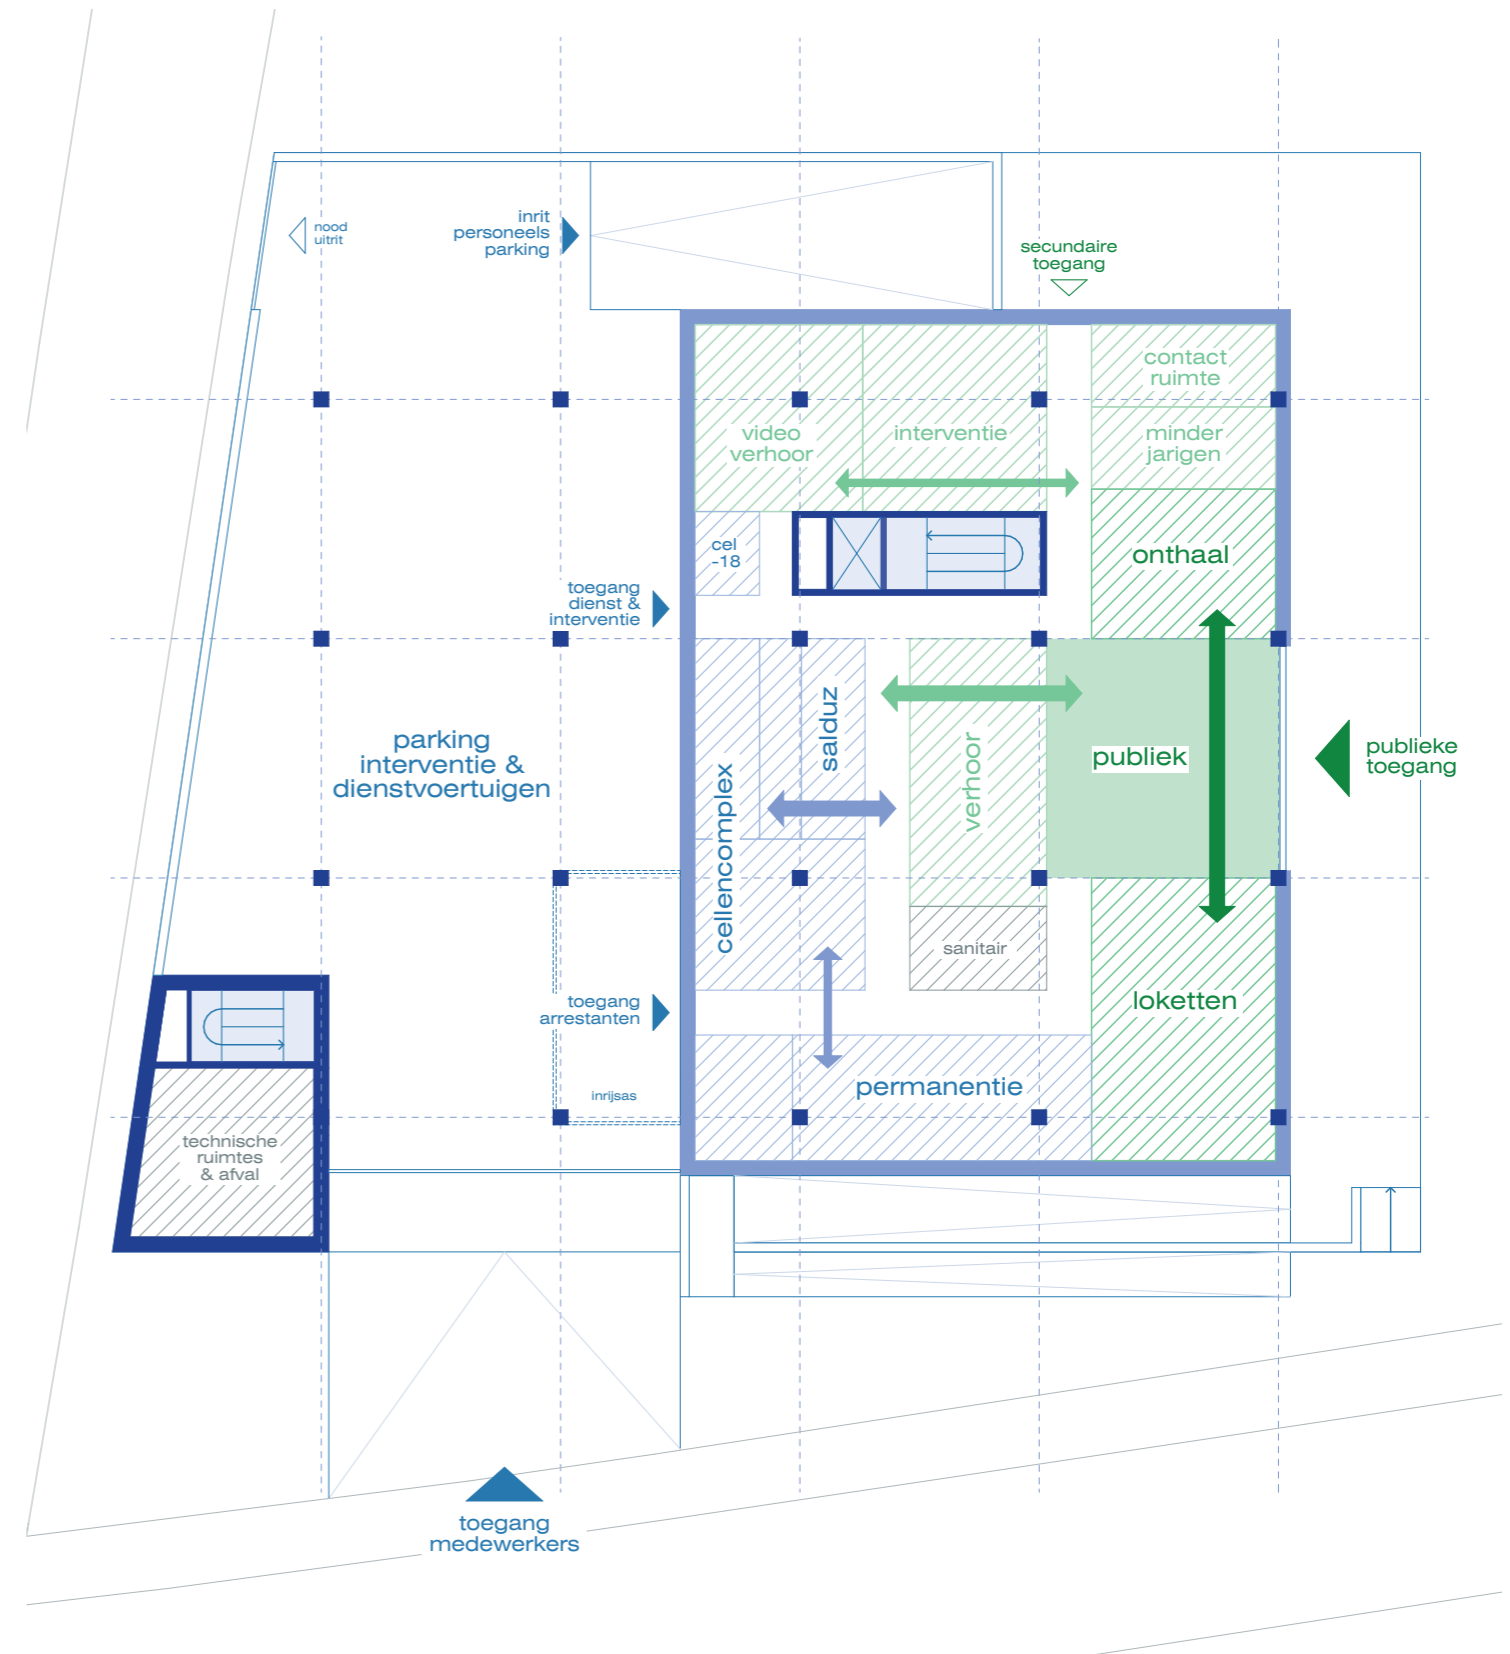 nood
uitrit
inrit
personeels
parking
secundaire
toegang
contact
ruimte
video
verhoor
interventie
minder
jarigen
cel
-18
onthaal
toegang
dienst &
interventie
parking
interventie &
dienstvoertuigen
salduz
cellencomplex
verhoor
publiek
publieke
toegang
sanitair
toegang
arrestanten
loketten
inrijsas
permanentie
technische
ruimtes
& afval
toegang
medewerkers